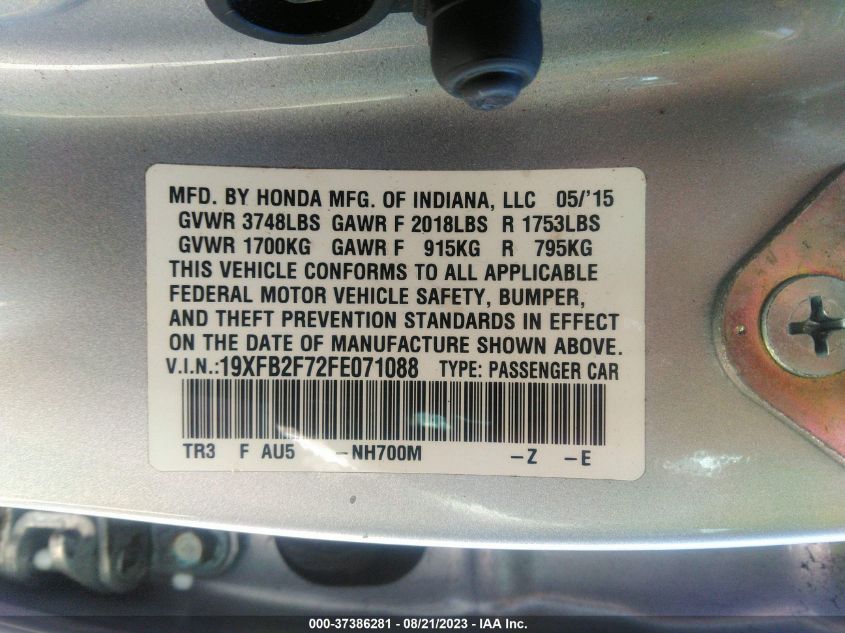 MFD. BY HONDA MFG. OF INDIANA, LLC 05/'15
GVWR 3748LBS GAWR F 2018LBS R 1753LBS
GVWR 1700KG GAWR F 915KG R 795KG
THIS VEHICLE CONFORMS TO ALL APPLICABLE
FEDERAL MOTOR VEHICLE SAFETY, BUMPER,
AND THEFT PREVENTION STANDARDS IN EFFECT
ON THE DATE OF MANUFACTURE SHOWN ABOVE.
V.I.N.:19XFB2F72FE071088 TYPE: PASSENGER CAR
TR3 F AU5 -NH700M -Z -E
000-37386281 - 08/21/2023 - IAA Inc.